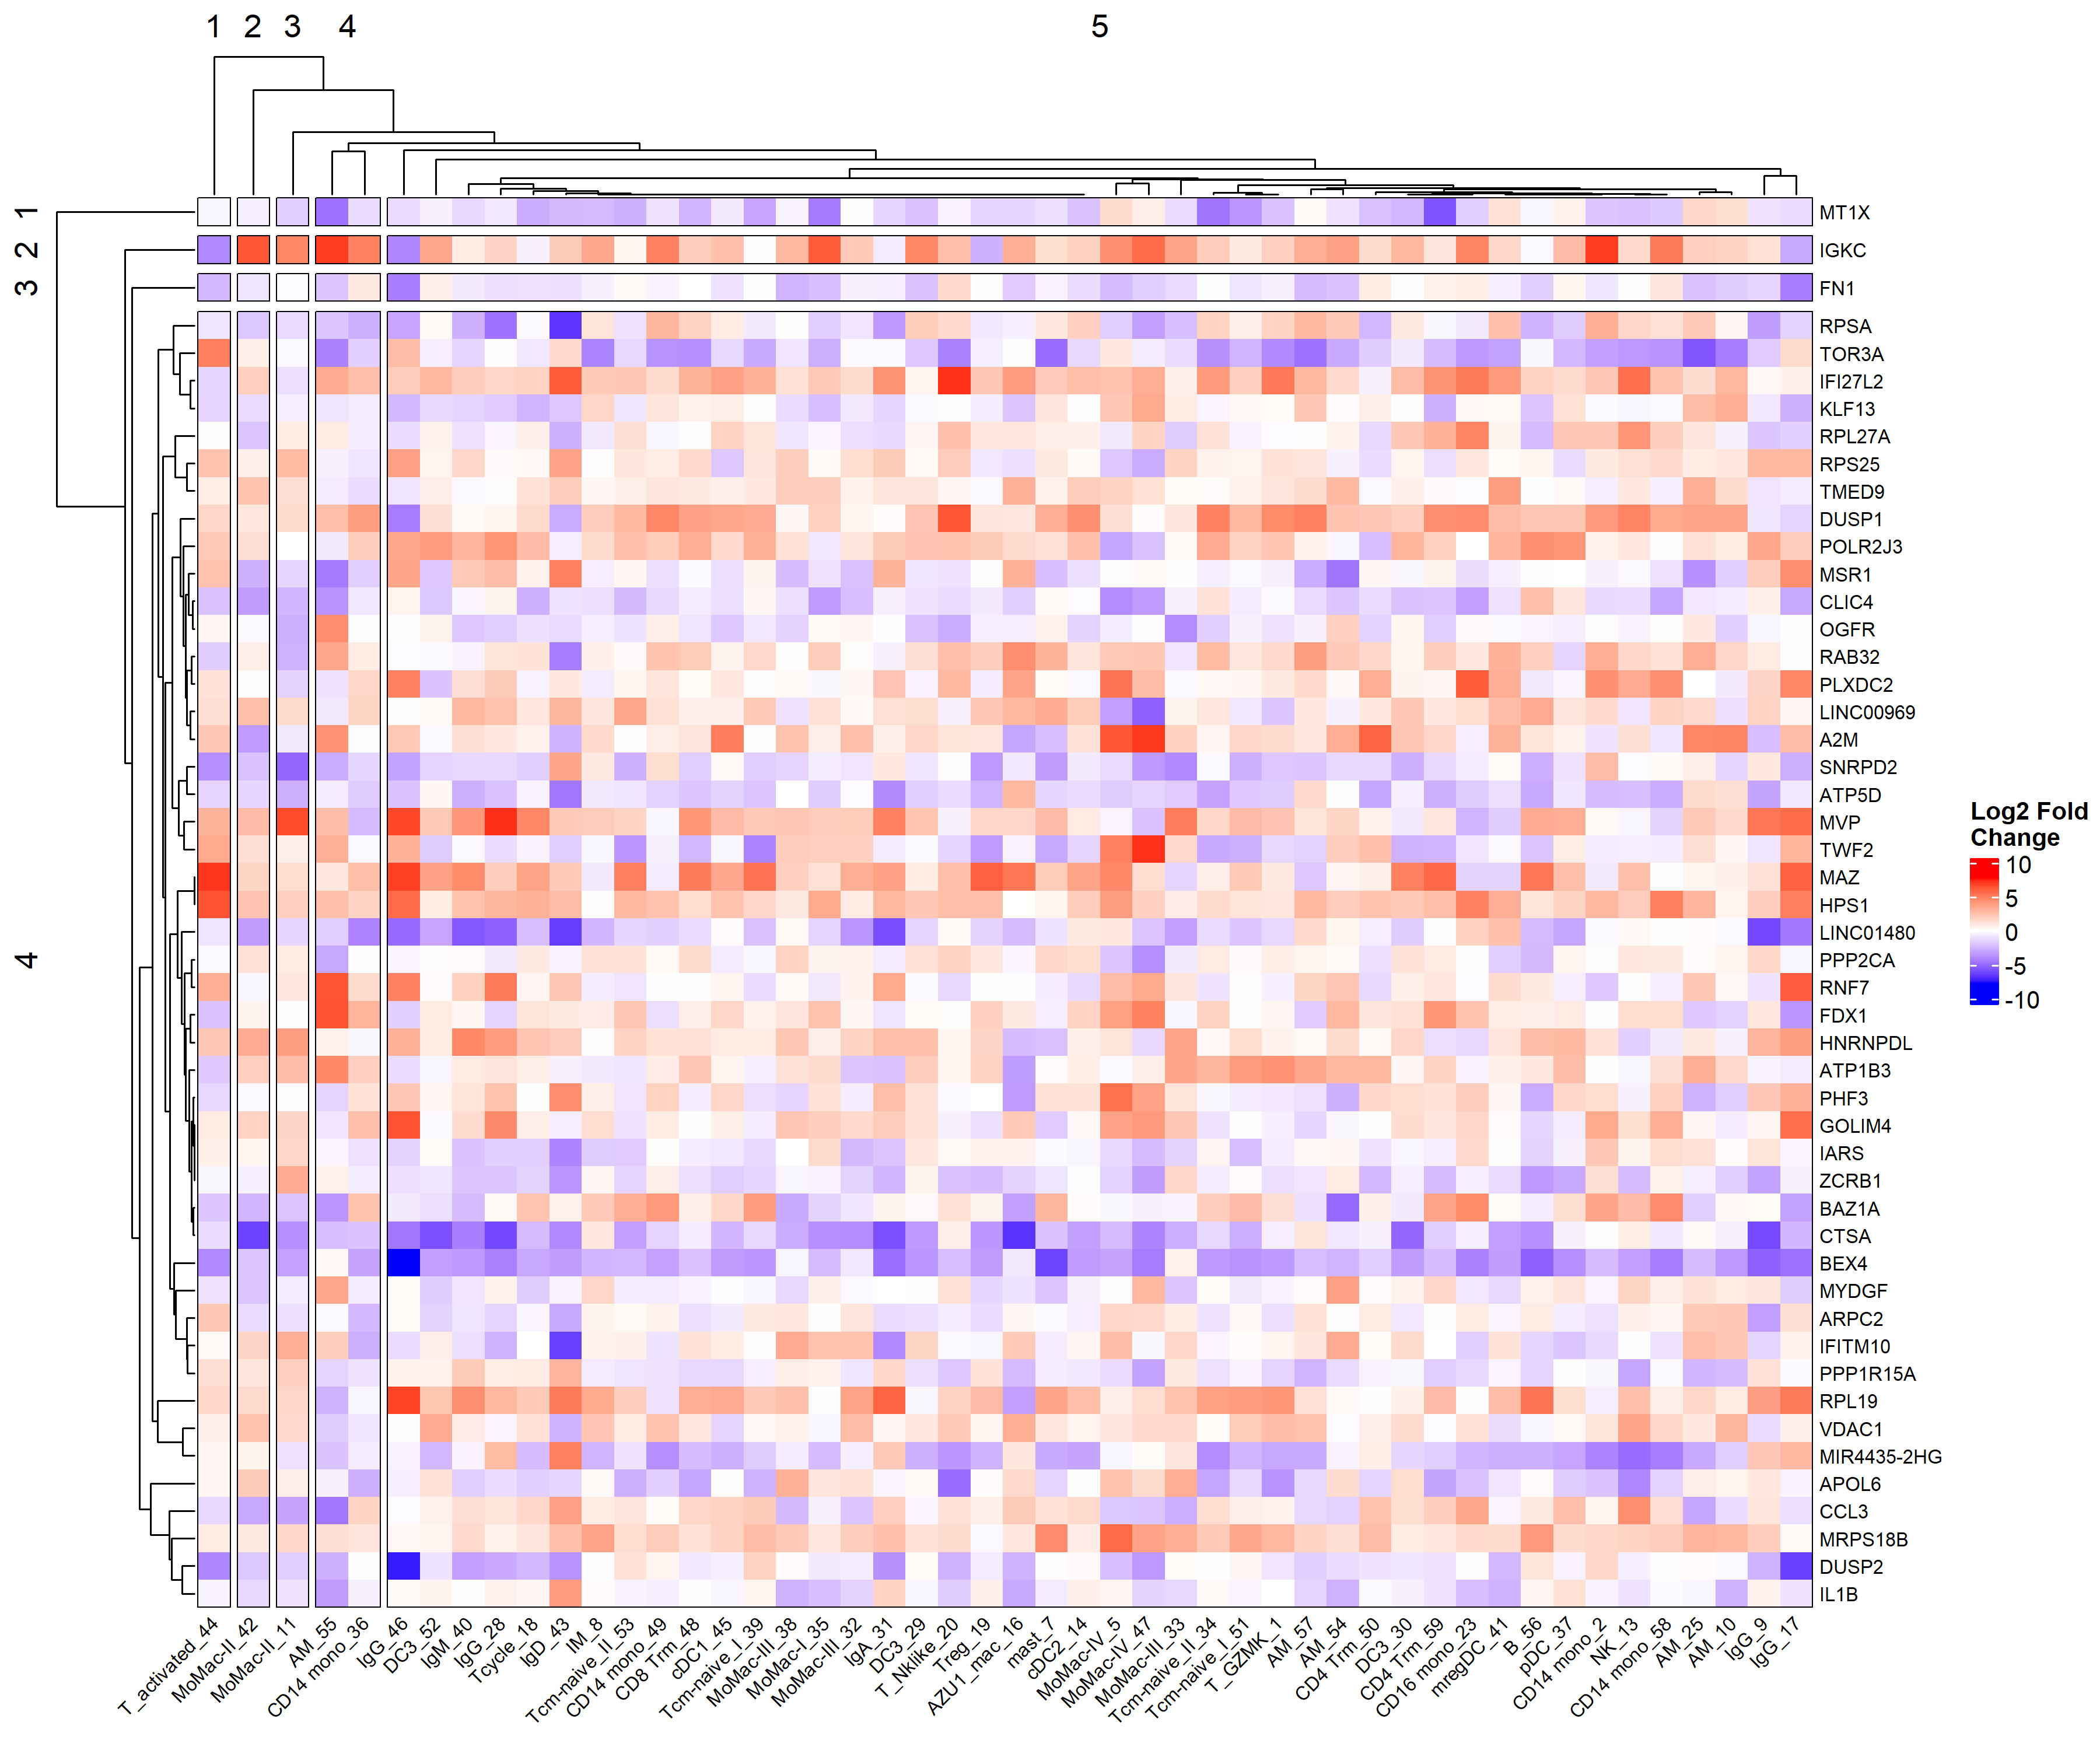 1 2 3 4 5
1
2
3
4
MT1X
IGKC
FN1
RPSA
TOR3A
IFI27L2
KLF13
RPL27A
RPS25
TMED9
DUSP1
POLR2J3
MSR1
CLIC4
OGFR
RAB32
PLXDC2
LINC00969
A2M
SNRPD2
ATP5D
MVP
TWF2
MAZ
HPS1
LINC01480
PPP2CA
RNF7
FDX1
HNRNPDL
ATP1B3
PHF3
GOLIM4
IARS
ZCRB1
BAZ1A
CTSA
BEX4
MYDGF
ARPC2
IFITM10
PPP1R15A
RPL19
VDAC1
MIR4435-2HG
APOL6
CCL3
MRPS18B
DUSP2
IL1B
T_activated_44
MoMac-II_42
MoMac-II_11
AM_55
CD14 mono_36
IgG_46
DC3_52
IgM_40
IgG_28
Tcycle_18
IgD_43
IM_8
Tcm-naive_II_53
CD14 mono_49
CD8 Trm_48
cDC1_45
Tcm-naive_I_39
MoMac-III_38
MoMac-I_35
MoMac-III_32
IgA_31
DC3_29
T_Nklike_20
Treg_19
AZU1_mac_16
mast_7
cDC2_14
MoMac-IV_5
MoMac-IV_47
MoMac-III_33
Tcm-naive_II_34
Tcm-naive_I_51
T_GZMK_1
AM_57
AM_54
CD4 Trm_50
DC3_30
CD4 Trm_59
CD16 mono_23
mregDC_41
B_56
pDC_37
CD14 mono_2
NK_13
CD14 mono_58
AM_25
AM_10
IgG_9
IgG_17
Log2 Fold
Change
10
5
0
-5
-10